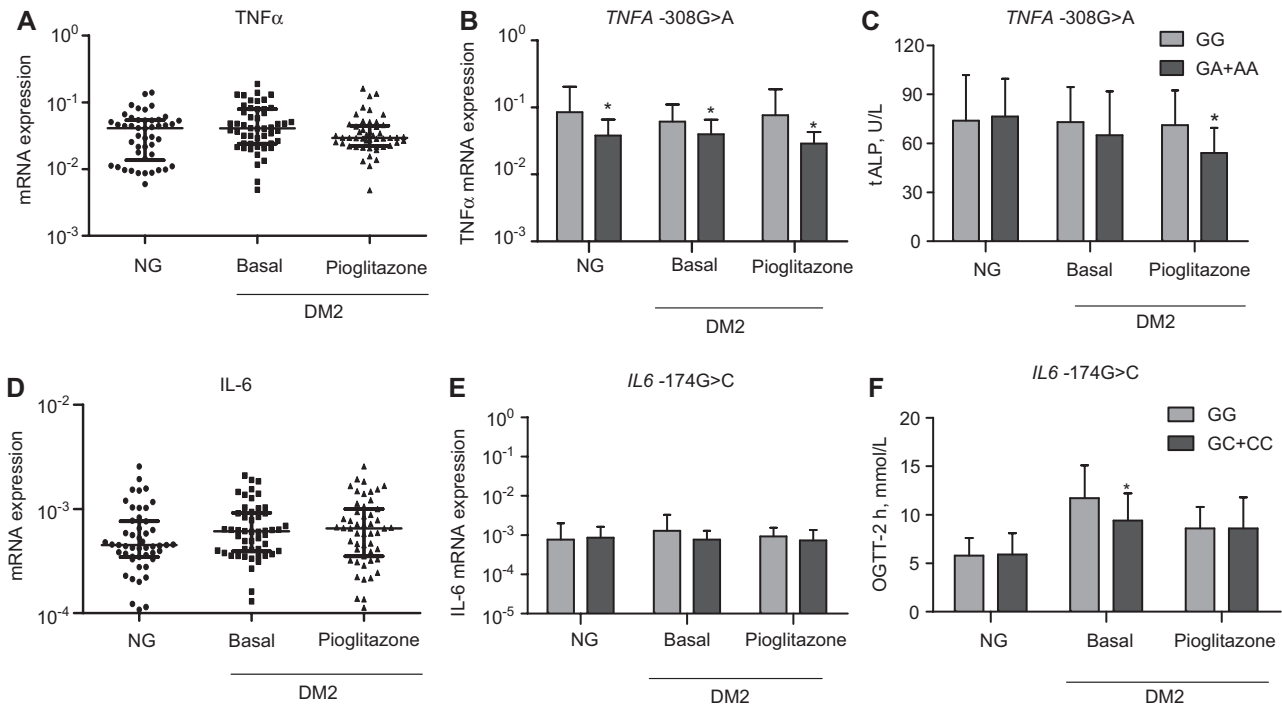 A
TNFα
mRNA expression
10^0
10^-1
10^-2
10^-3
NG
Basal
Pioglitazone
DM2
B
TNFA -308G>A
TNFα mRNA expression
10^0
10^-1
10^-2
10^-3
*
*
*
NG
Basal
Pioglitazone
DM2
C
TNFA -308G>A
GG
GA+AA
t ALP, U/L
120
90
60
30
0
*
NG
Basal
Pioglitazone
DM2
D
IL-6
mRNA expression
10^-2
10^-3
10^-4
NG
Basal
Pioglitazone
DM2
E
IL6 -174G>C
IL-6 mRNA expression
10^0
10^-1
10^-2
10^-3
10^-4
10^-5
NG
Basal
Pioglitazone
DM2
F
IL6 -174G>C
GG
GC+CC
OGTT-2 h, mmol/L
20
15
10
5
0
*
NG
Basal
Pioglitazone
DM2